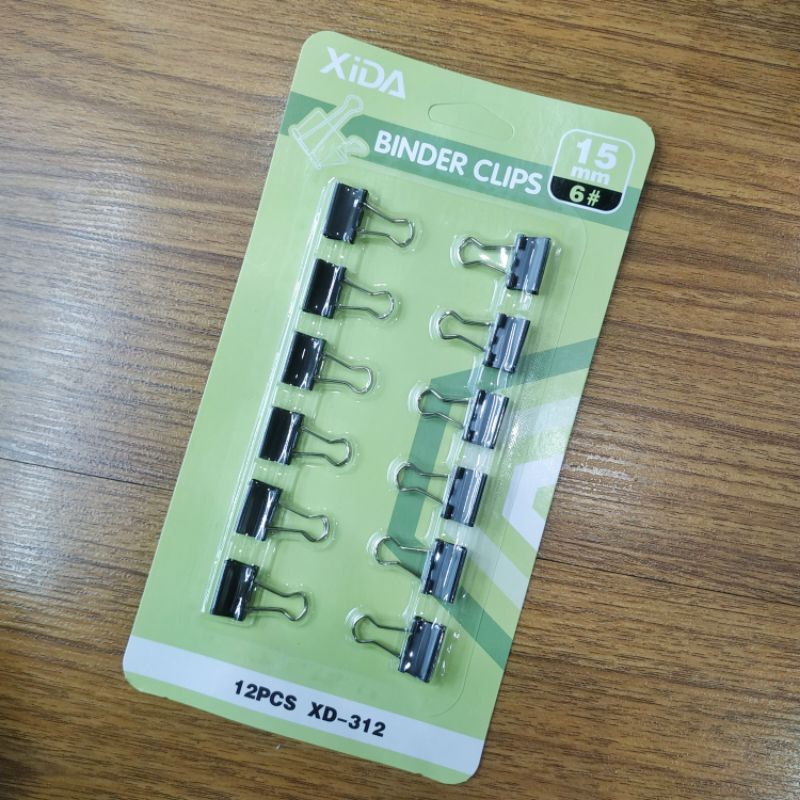 XiDA
BINDER CLIPS
15
mm
6#
12PCS XD-312